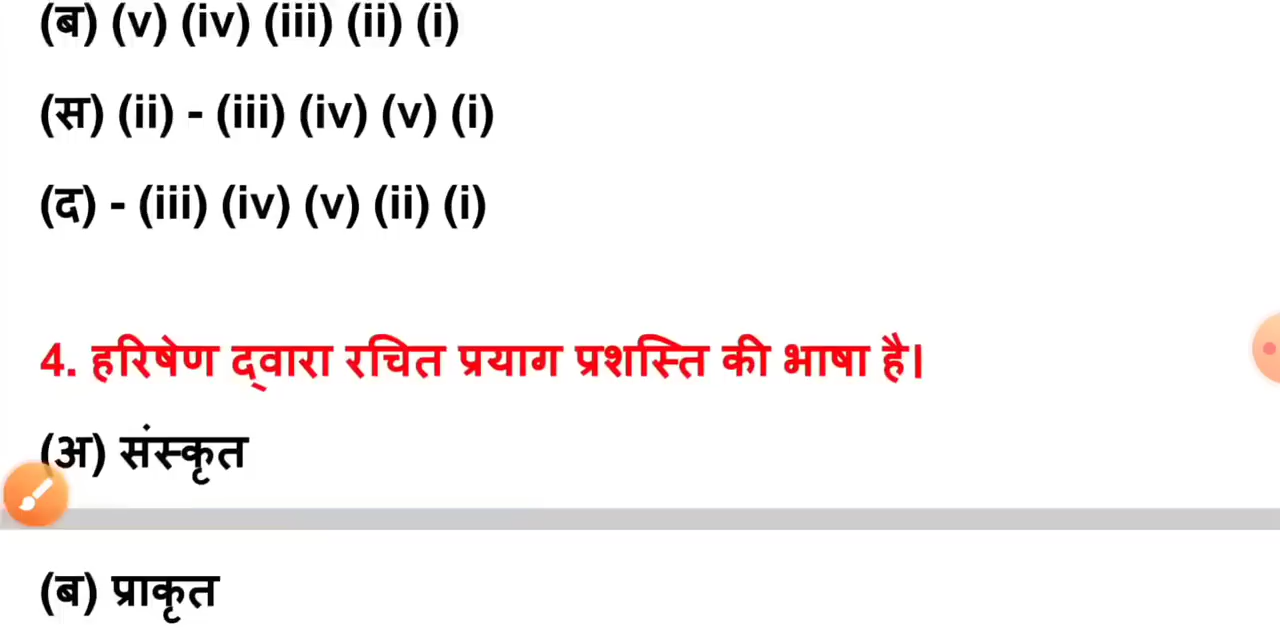 (ब) (v) (iv) (iii) (ii) (i)
(स) (ii) - (iii) (iv) (v) (i)
(द) - (iii) (iv) (v) (ii) (i)
4. हरिषेण द्वारा रचित प्रयाग प्रशस्ति की भाषा है।
(अ) संस्कृत
(ब) प्राकृत